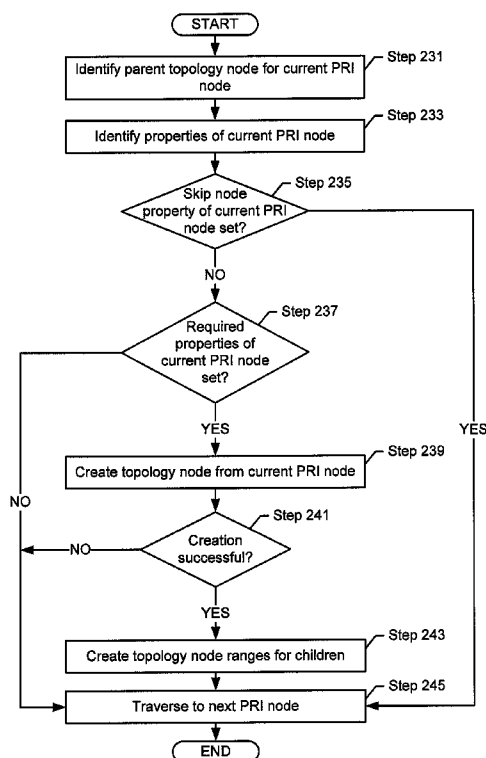 START
Step 231
Identify parent topology node for current PRI
node
Step 233
Identify properties of current PRI node
Step 235
Skip node
property of current PRI
node set?
NO
Step 237
Required
properties of
current PRI node
set?
YES
YES
Step 239
Create topology node from current PRI node
NO
Step 241
NO
Creation
successful?
YES
Step 243
Create topology node ranges for children
Step 245
Traverse to next PRI node
END